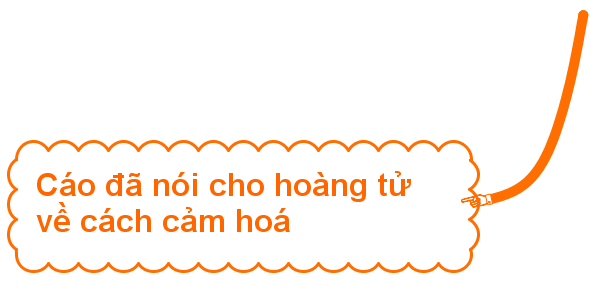 Cáo đã nói cho hoàng tử
về cách cảm hoá